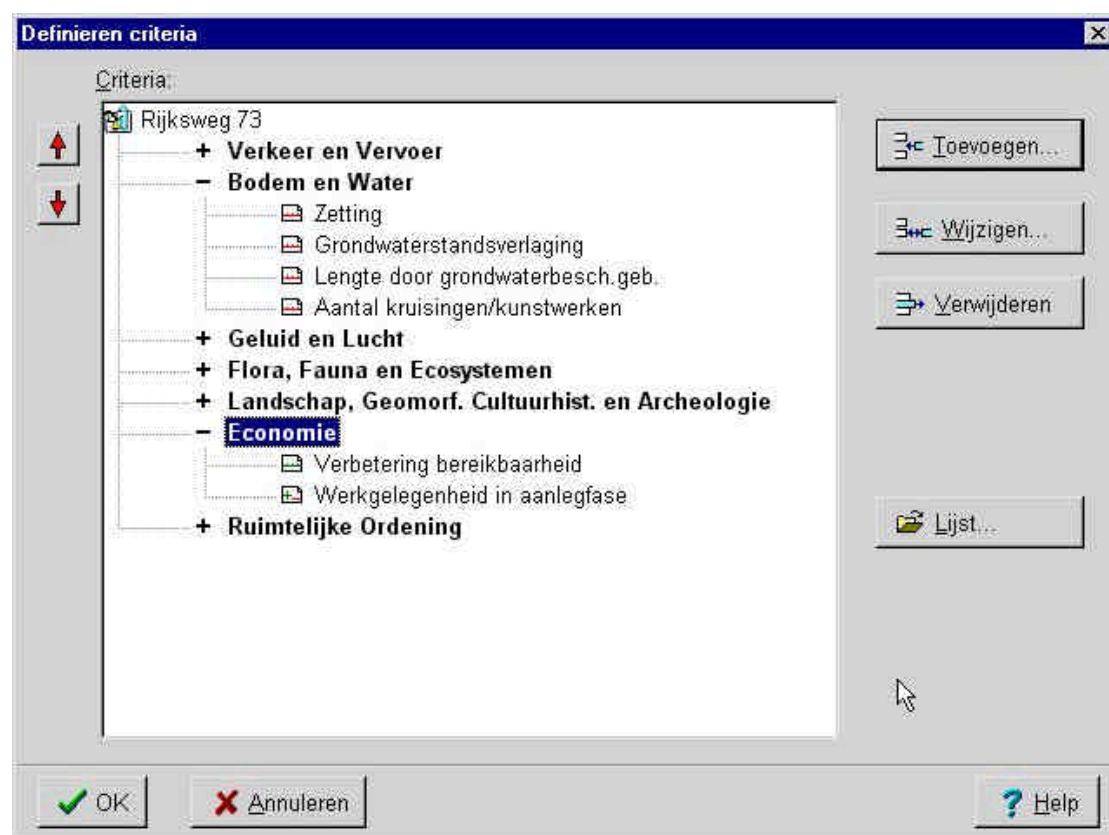 Definieren criteria
Criteria:
Rijksweg 73
+ Verkeer en Vervoer
− Bodem en Water
Zetting
Grondwaterstandsverlaging
Lengte door grondwaterbesch.geb.
Aantal kruisingen/kunstwerken
+ Geluid en Lucht
+ Flora, Fauna en Ecosystemen
+ Landschap, Geomorf. Cultuurhist. en Archeologie
− Economie
Verbetering bereikbaarheid
Werkgelegenheid in aanlegfase
+ Ruimtelijke Ordening
Toevoegen...
Wijzigen...
Verwijderen
Lijst...
OK
Annuleren
Help